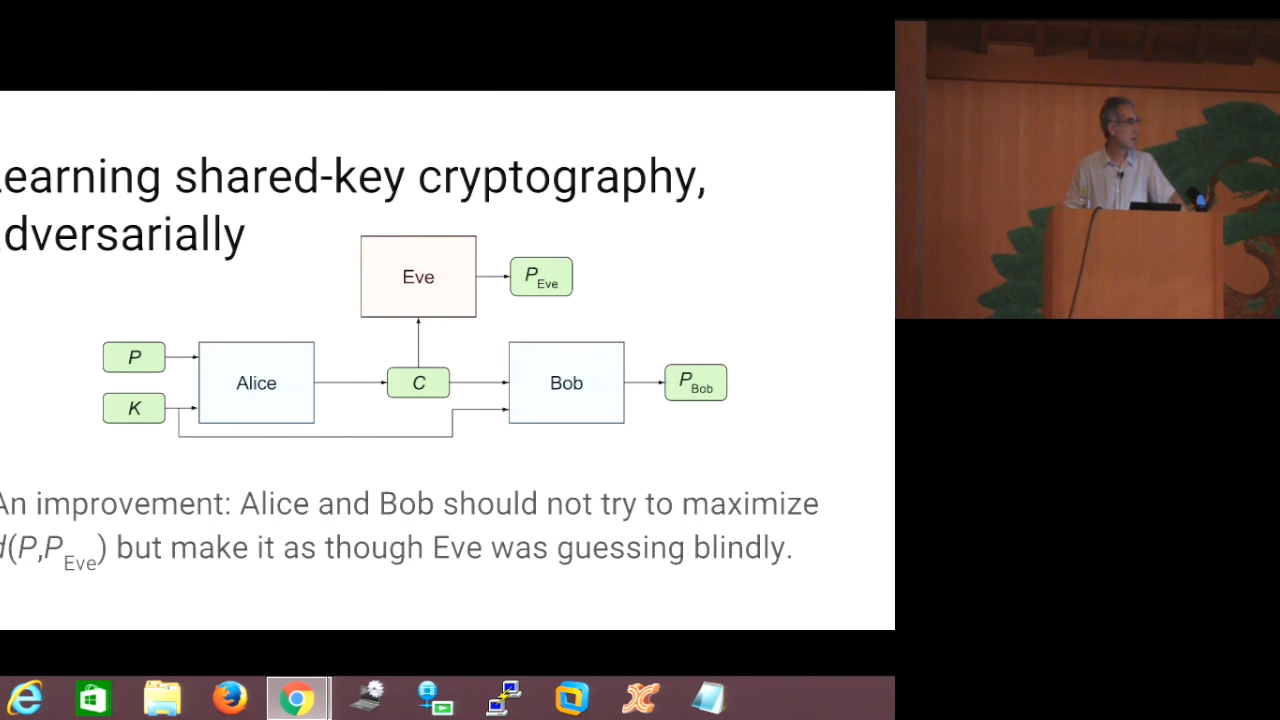 earning shared-key cryptography,
dversarially
Eve
P Eve
P
Alice
C
Bob
P Bob
K
An improvement: Alice and Bob should not try to maximize
d(P,P Eve) but make it as though Eve was guessing blindly.